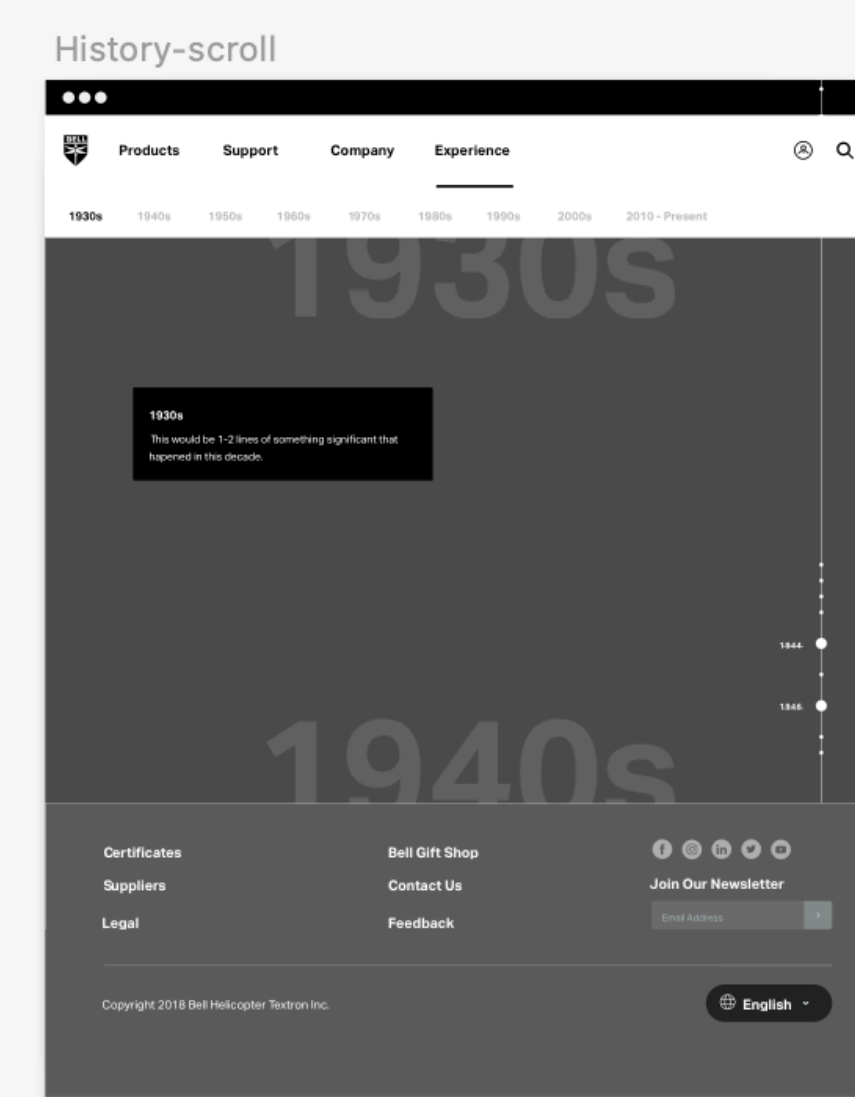 History-scroll
BELL
Products Support Company Experience
1930s 1940s 1950s 1960s 1970s 1980s 1990s 2000s 2010 - Present
1930s
1930s
This would be 1-2 lines of something significant that
hapened in this decade.
1944
1946
1940s
Certificates Bell Gift Shop
Suppliers Contact Us Join Our Newsletter
Legal Feedback Email Address
Copyright 2018 Bell Helicopter Textron Inc. English